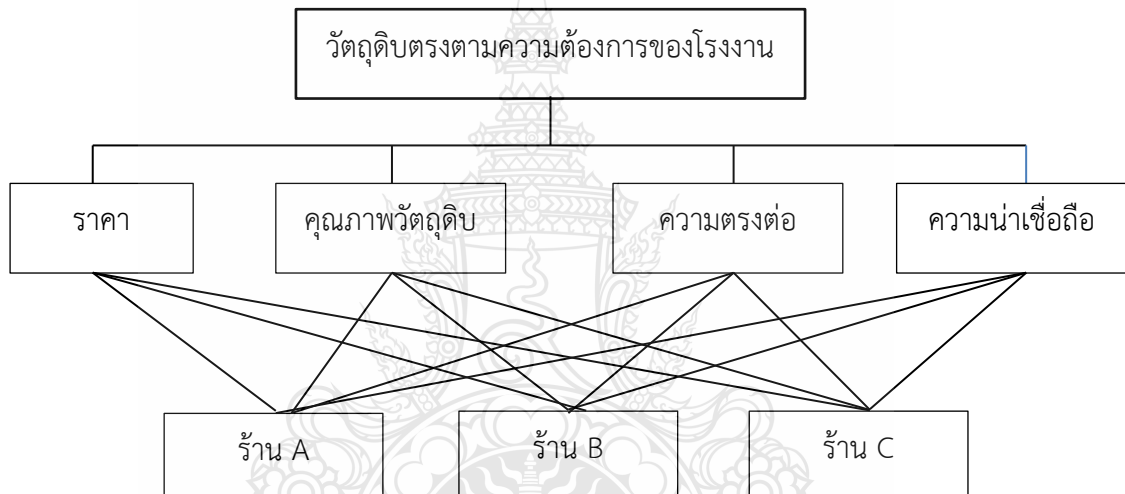 วัตถุดิบตรงตามความต้องการของโรงงาน
ราคา
คุณภาพวัตถุดิบ
ความตรงต่อ
ความน่าเชื่อถือ
ร้าน A
ร้าน B
ร้าน C